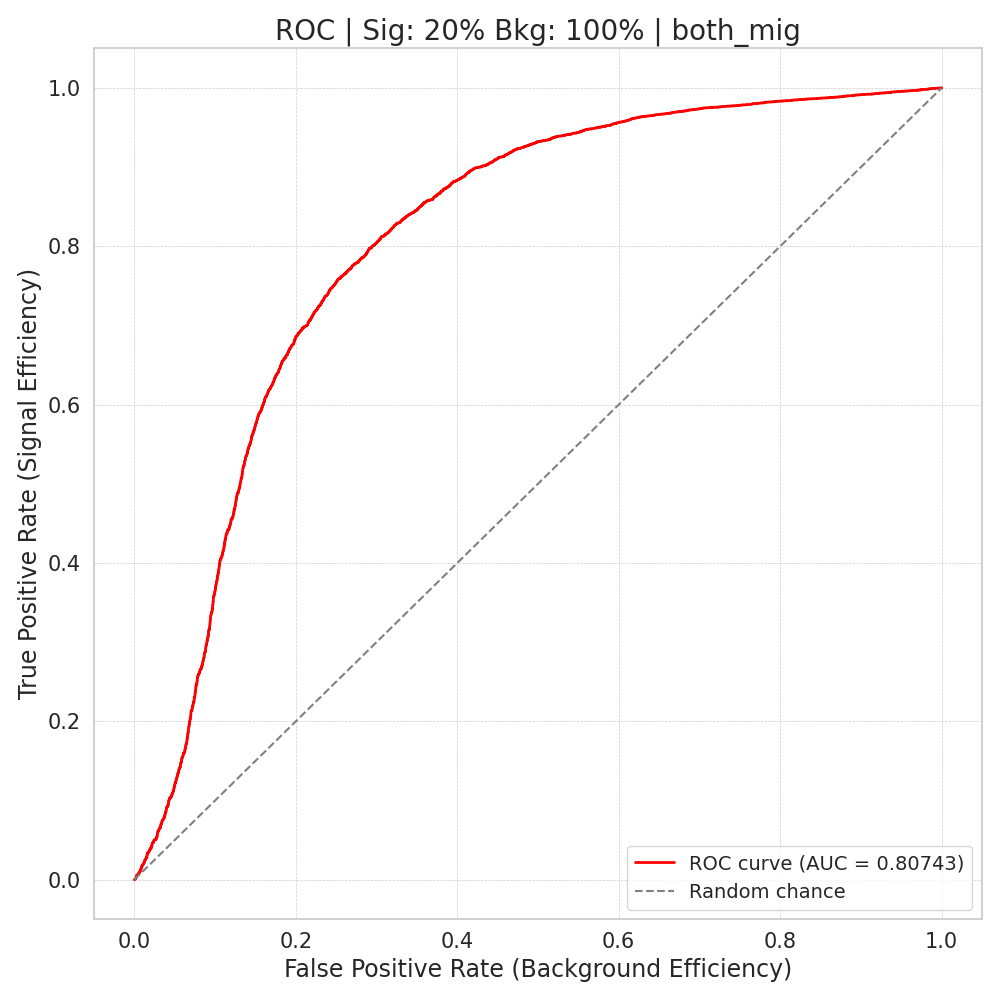 ROC | Sig: 20% Bkg: 100% | both_mig
True Positive Rate (Signal Efficiency)
1.0
0.8
0.6
0.4
0.2
0.0
ROC curve (AUC = 0.80743)
Random chance
0.0 0.2 0.4 0.6 0.8 1.0
False Positive Rate (Background Efficiency)